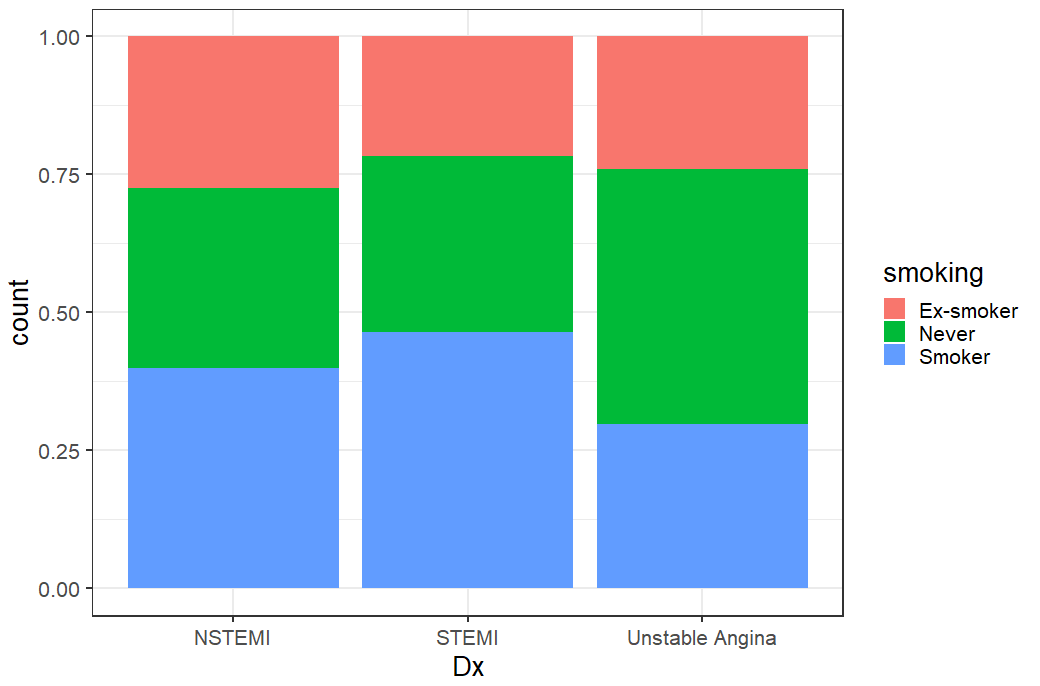 1.00
0.75
0.50
0.25
0.00
count
NSTEMI
STEMI
Unstable Angina
Dx
smoking
Ex-smoker
Never
Smoker